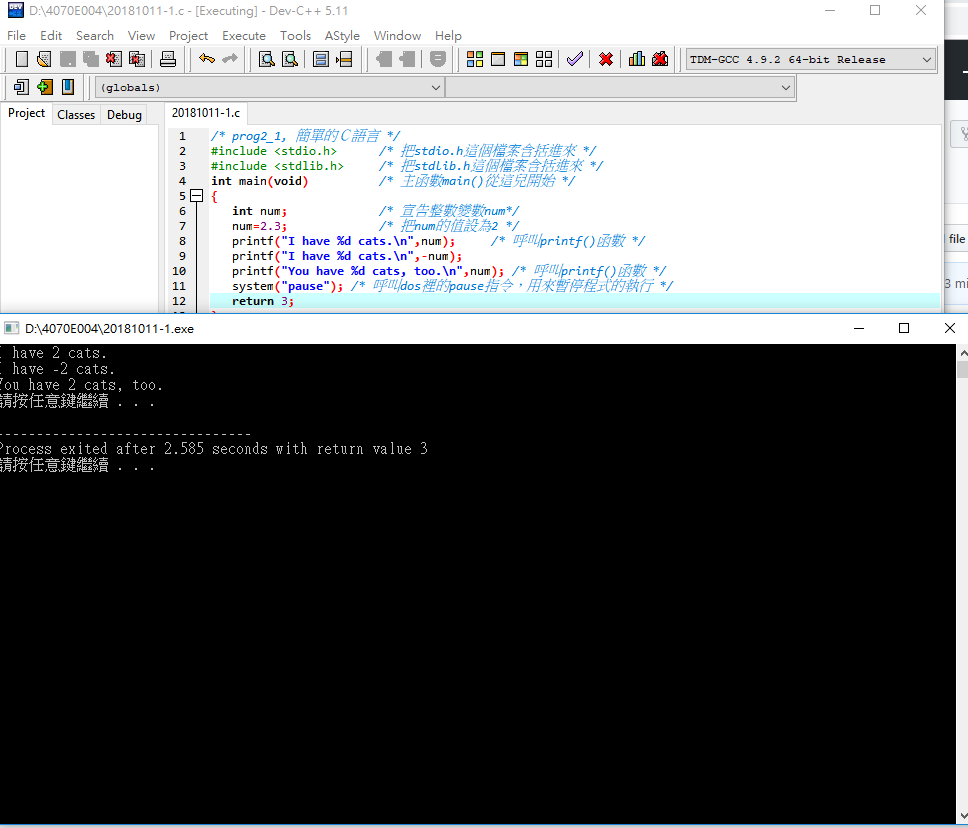 D:\4070E004\20181011-1.c - [Executing] - Dev-C++ 5.11
File Edit Search View Project Execute Tools AStyle Window Help
TDM-GCC 4.9.2 64-bit Release
(globals)
Project Classes Debug 20181011-1.c
1 /* prog2_1, 簡單的C語言 */
2 #include <stdio.h> /* 把stdio.h這個檔案含括進來 */
3 #include <stdlib.h> /* 把stdlib.h這個檔案含括進來 */
4 int main(void) /* 主函數main()從這兒開始 */
5 {
6 int num; /* 宣告整數變數num*/
7 num=2.3; /* 把num的值設為2 */
8 printf("I have %d cats.\n",num); /* 呼叫printf()函數 */
9 printf("I have %d cats.\n",-num);
10 printf("You have %d cats, too.\n",num); /* 呼叫printf()函數 */
11 system("pause"); /* 呼叫dos裡的pause指令，用來暫停程式的執行 */
12 return 3;
file
3 mi
D:\4070E004\20181011-1.exe
I have 2 cats.
I have -2 cats.
You have 2 cats, too.
請按任意鍵繼續 . . .
--------------------------------
Process exited after 2.585 seconds with return value 3
請按任意鍵繼續 . . .